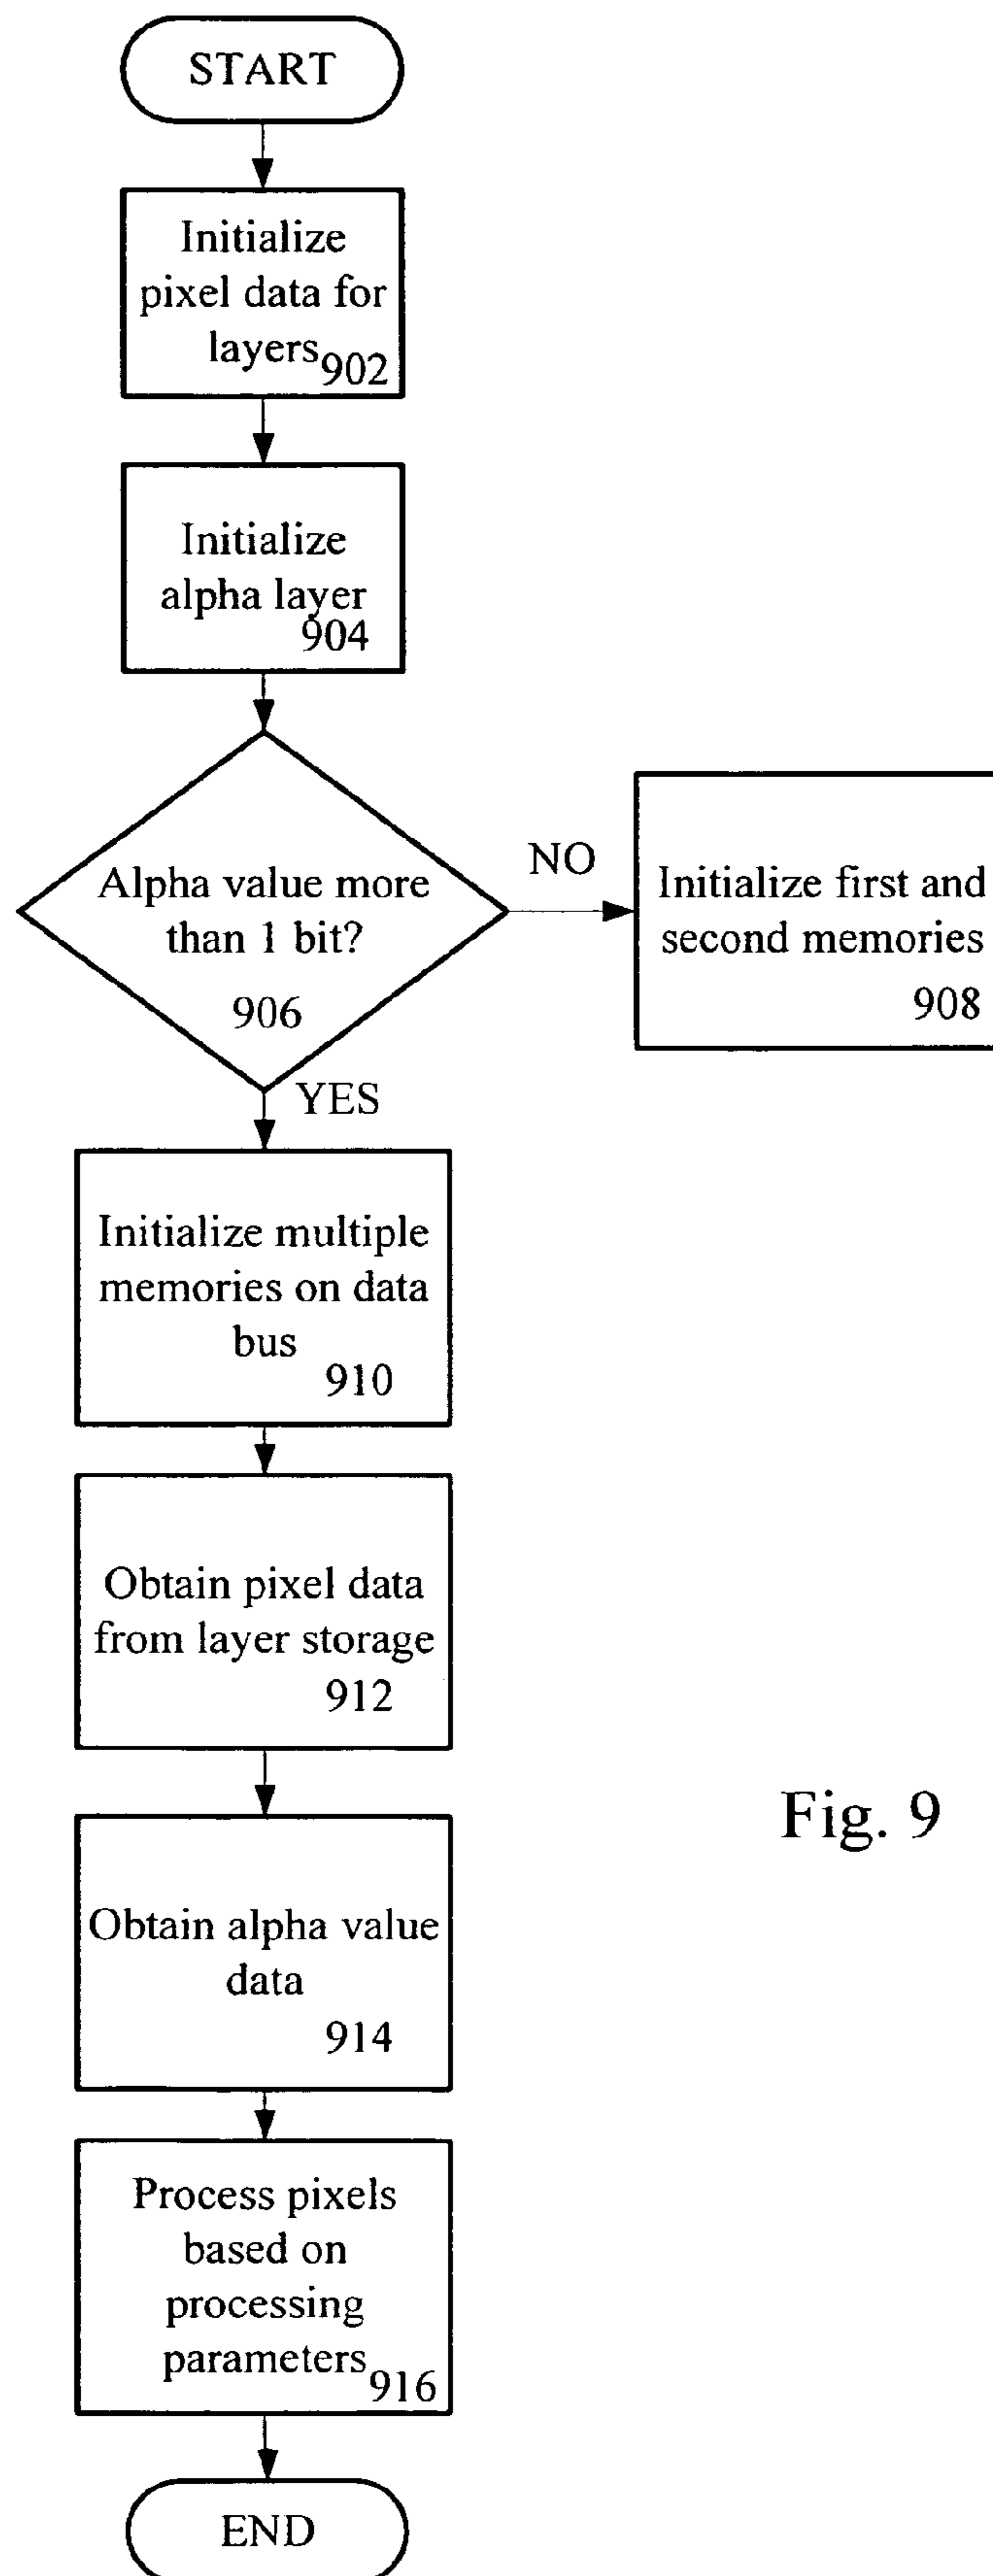 START
Initialize
pixel data for
layers
902
Initialize
alpha layer
904
Alpha value more
than 1 bit?
906
NO
Initialize first and
second memories
908
YES
Initialize multiple
memories on data
bus
910
Obtain pixel data
from layer storage
912
Obtain alpha value
data
914
Process pixels
based on
processing
parameters
916
END
Fig. 9